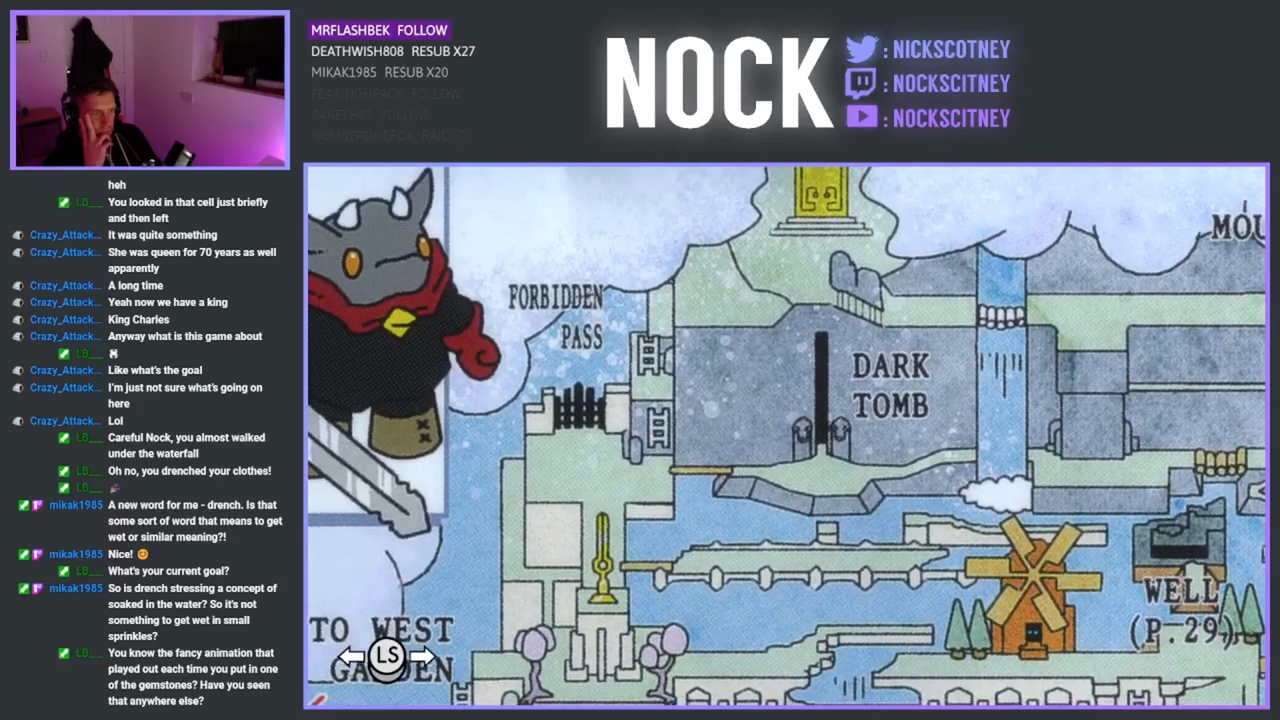 MRFLASHBEK FOLLOW
DEATHWISH808 RESUB X27
MIKAK1985 RESUB X20
NOCK
: NICKSCOTNEY
: NOCKSCITNEY
: NOCKSCITNEY
heh
LB__ You looked in that cell just briefly
and then left
Crazy_Attack... It was quite something
Crazy_Attack... She was queen for 70 years as well
apparently
Crazy_Attack... A long time
Crazy_Attack... Yeah now we have a king
Crazy_Attack... King Charles
Crazy_Attack... Anyway what is this game about
LB__
Crazy_Attack... Like what's the goal
Crazy_Attack... I'm just not sure what's going on
here
Crazy_Attack... Lol
LB__ Careful Nock, you almost walked
under the waterfall
LB__ Oh no, you drenched your clothes!
LB__
mikak1985 A new word for me - drench. Is that
some sort of word that means to get
wet or similar meaning?!
mikak1985 Nice! 😊
LB__ What's your current goal?
mikak1985 So is drench stressing a concept of
soaked in the water? So it's not
something to get wet in small
sprinkles?
LB__ You know the fancy animation that
played out each time you put in one
of the gemstones? Have you seen
that anywhere else?
MOU
FORBIDDEN
PASS
DARK
TOMB
WELL
(P.29)
TO WEST
GARDEN
LS